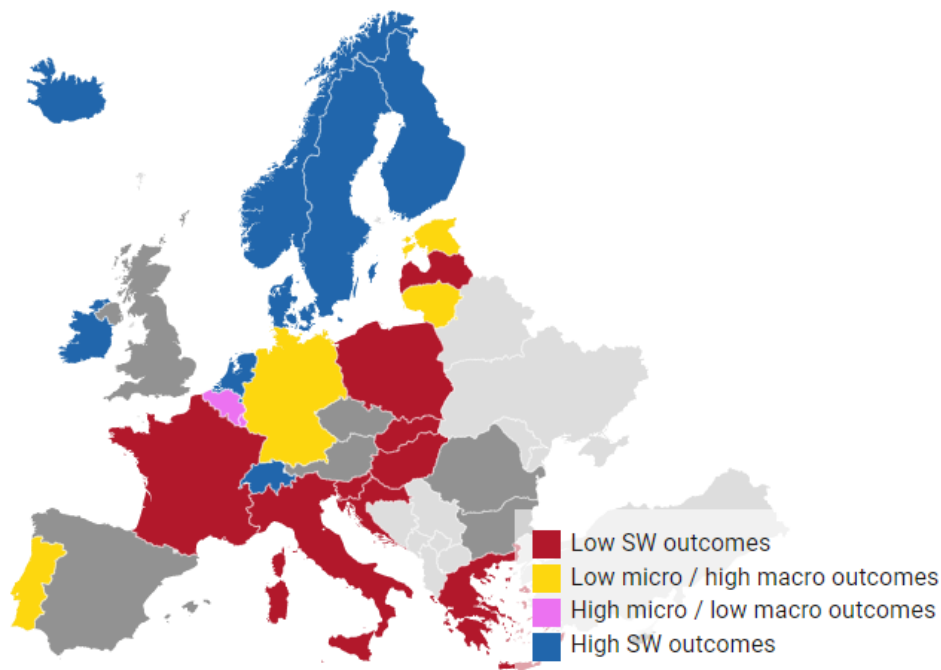 Low SW outcomes
Low micro / high macro outcomes
High micro / low macro outcomes
High SW outcomes